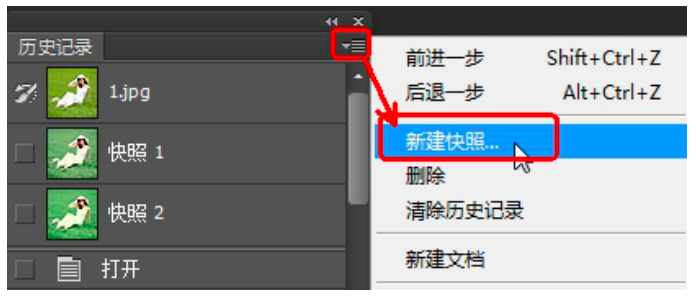 历史记录
1.jpg
快照 1
快照 2
打开
前进一步 Shift+Ctrl+Z
后退一步 Alt+Ctrl+Z
新建快照...
删除
清除历史记录
新建文档